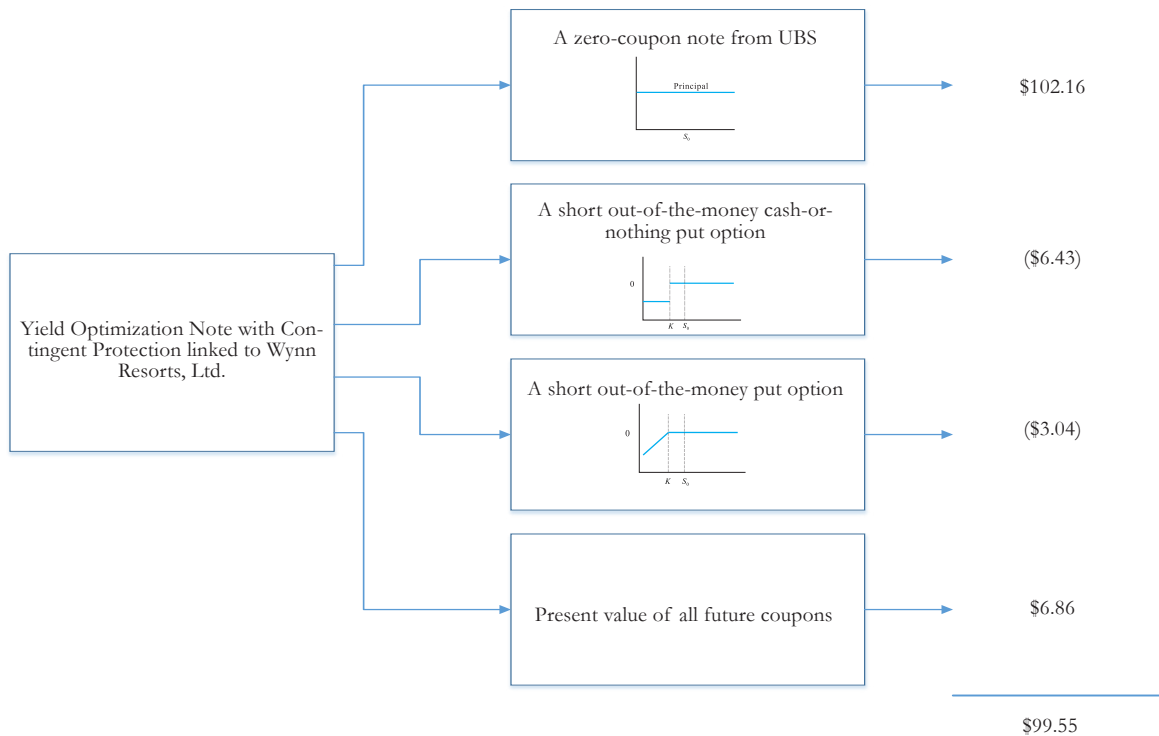 A zero-coupon note from UBS
Principal
S₀
$102.16
A short out-of-the-money cash-or-
nothing put option
0
K S₀
($6.43)
Yield Optimization Note with Con-
tingent Protection linked to Wynn
Resorts, Ltd.
A short out-of-the-money put option
0
K S₀
($3.04)
Present value of all future coupons
$6.86
$99.55